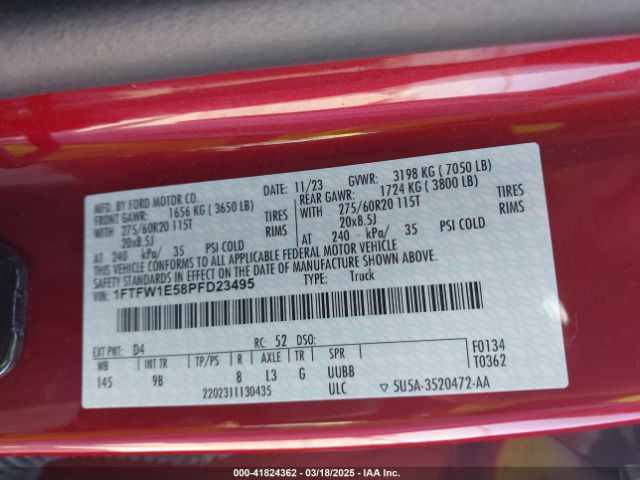 MFD. BY FORD MOTOR CO.
DATE: 11/23 GVWR: 3198 KG ( 7050 LB)
FRONT GAWR: 1656 KG ( 3650 LB)
REAR GAWR: 1724 KG ( 3800 LB)
WITH 275/60R20 115T TIRES
WITH 275/60R20 115T TIRES
20x8.5J RIMS
20x8.5J RIMS
AT 240 kPa/ 35 PSI COLD
AT 240 kPa/ 35 PSI COLD
THIS VEHICLE CONFORMS TO ALL APPLICABLE FEDERAL MOTOR VEHICLE
SAFETY STANDARDS IN EFFECT ON THE DATE OF MANUFACTURE SHOWN ABOVE.
VIN: 1FTFW1E58PFD23495
TYPE: Truck
EXT PNT: D4 RC: 52 DSO:
F0134
WB INT TR TP/PS R AXLE TR SPR
T0362
145 9B 8 L3 G UUBB
2202311130435 ULC ▽ 5U5A-3520472-AA
000-41824362 — 03/18/2025 — IAAI.com